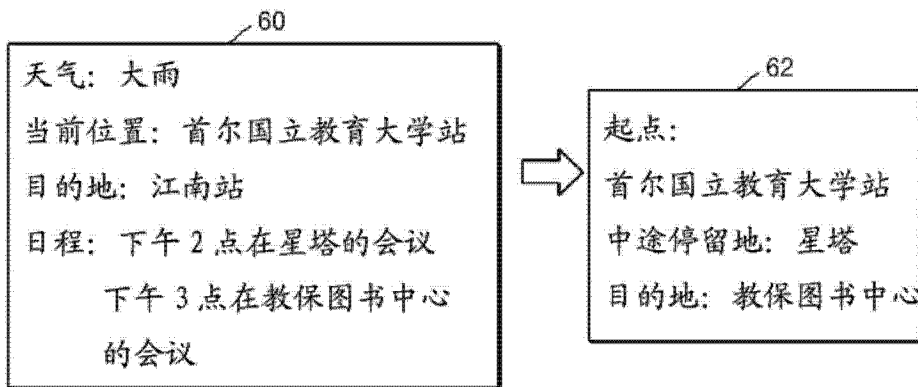 60
天气：大雨
当前位置：首尔国立教育大学站
目的地：江南站
日程：下午2点在星塔的会议
下午3点在教保图书中心
的会议
62
起点：
首尔国立教育大学站
中途停留地：星塔
目的地：教保图书中心